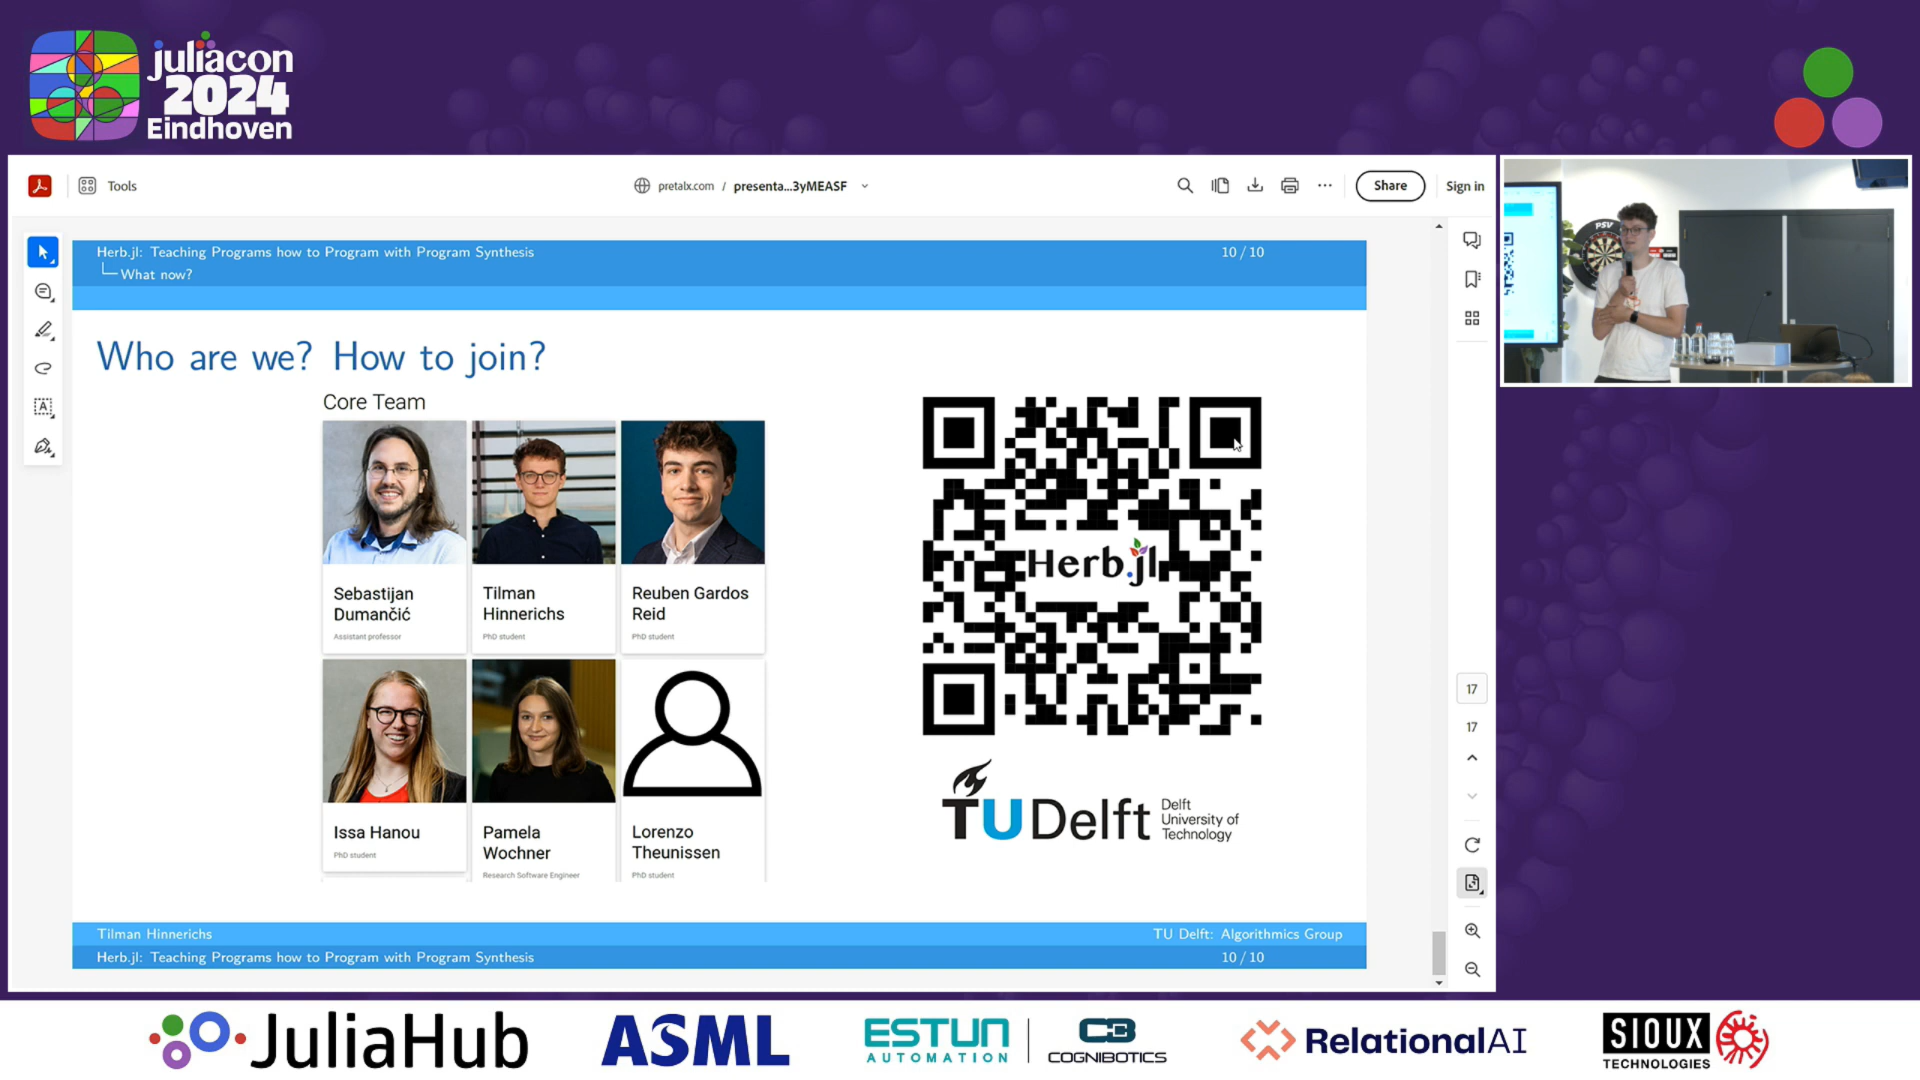 juliacon
2024
Eindhoven
Tools
pretalx.com / presenta...3yMEASF
Share
Sign in
Herb.jl: Teaching Programs how to Program with Program Synthesis
10 / 10
What now?
Who are we? How to join?
Core Team
Sebastijan
Dumančić
Assistant professor
Tilman
Hinnerichs
PhD student
Reuben Gardos
Reid
PhD student
Issa Hanou
PhD student
Pamela
Wochner
Research Software Engineer
Lorenzo
Theunissen
PhD student
Herb.jl
TU Delft
Delft
University of
Technology
Tilman Hinnerichs
TU Delft: Algorithmics Group
Herb.jl: Teaching Programs how to Program with Program Synthesis
10 / 10
17
17
PSV
JuliaHub
ASML
ESTUN
AUTOMATION
COGNIBOTICS
RelationalAI
SIOUX
TECHNOLOGIES